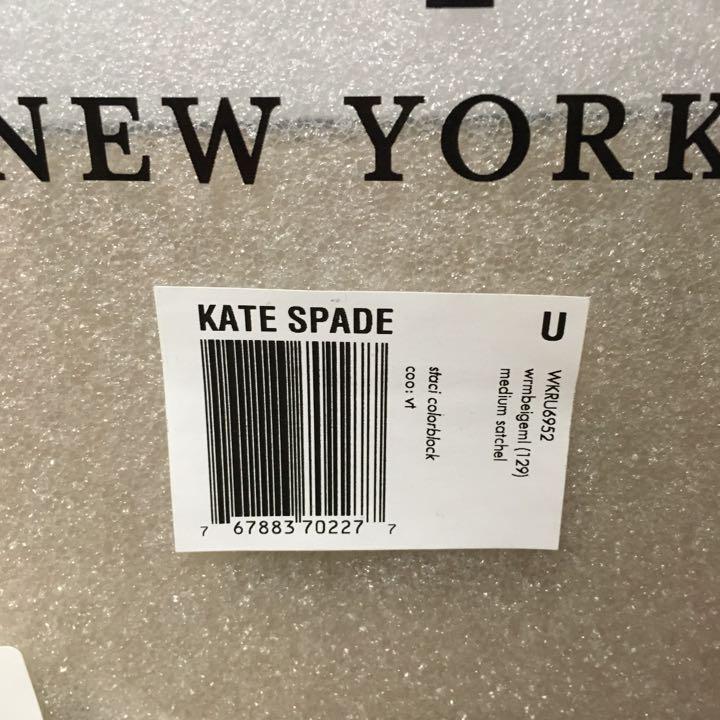 NEW YORK
KATE SPADE
U
WKRU6952
wrmbeigeml (129)
medium satchel
staci colorblock
coo: vt
7 67883 70227 7